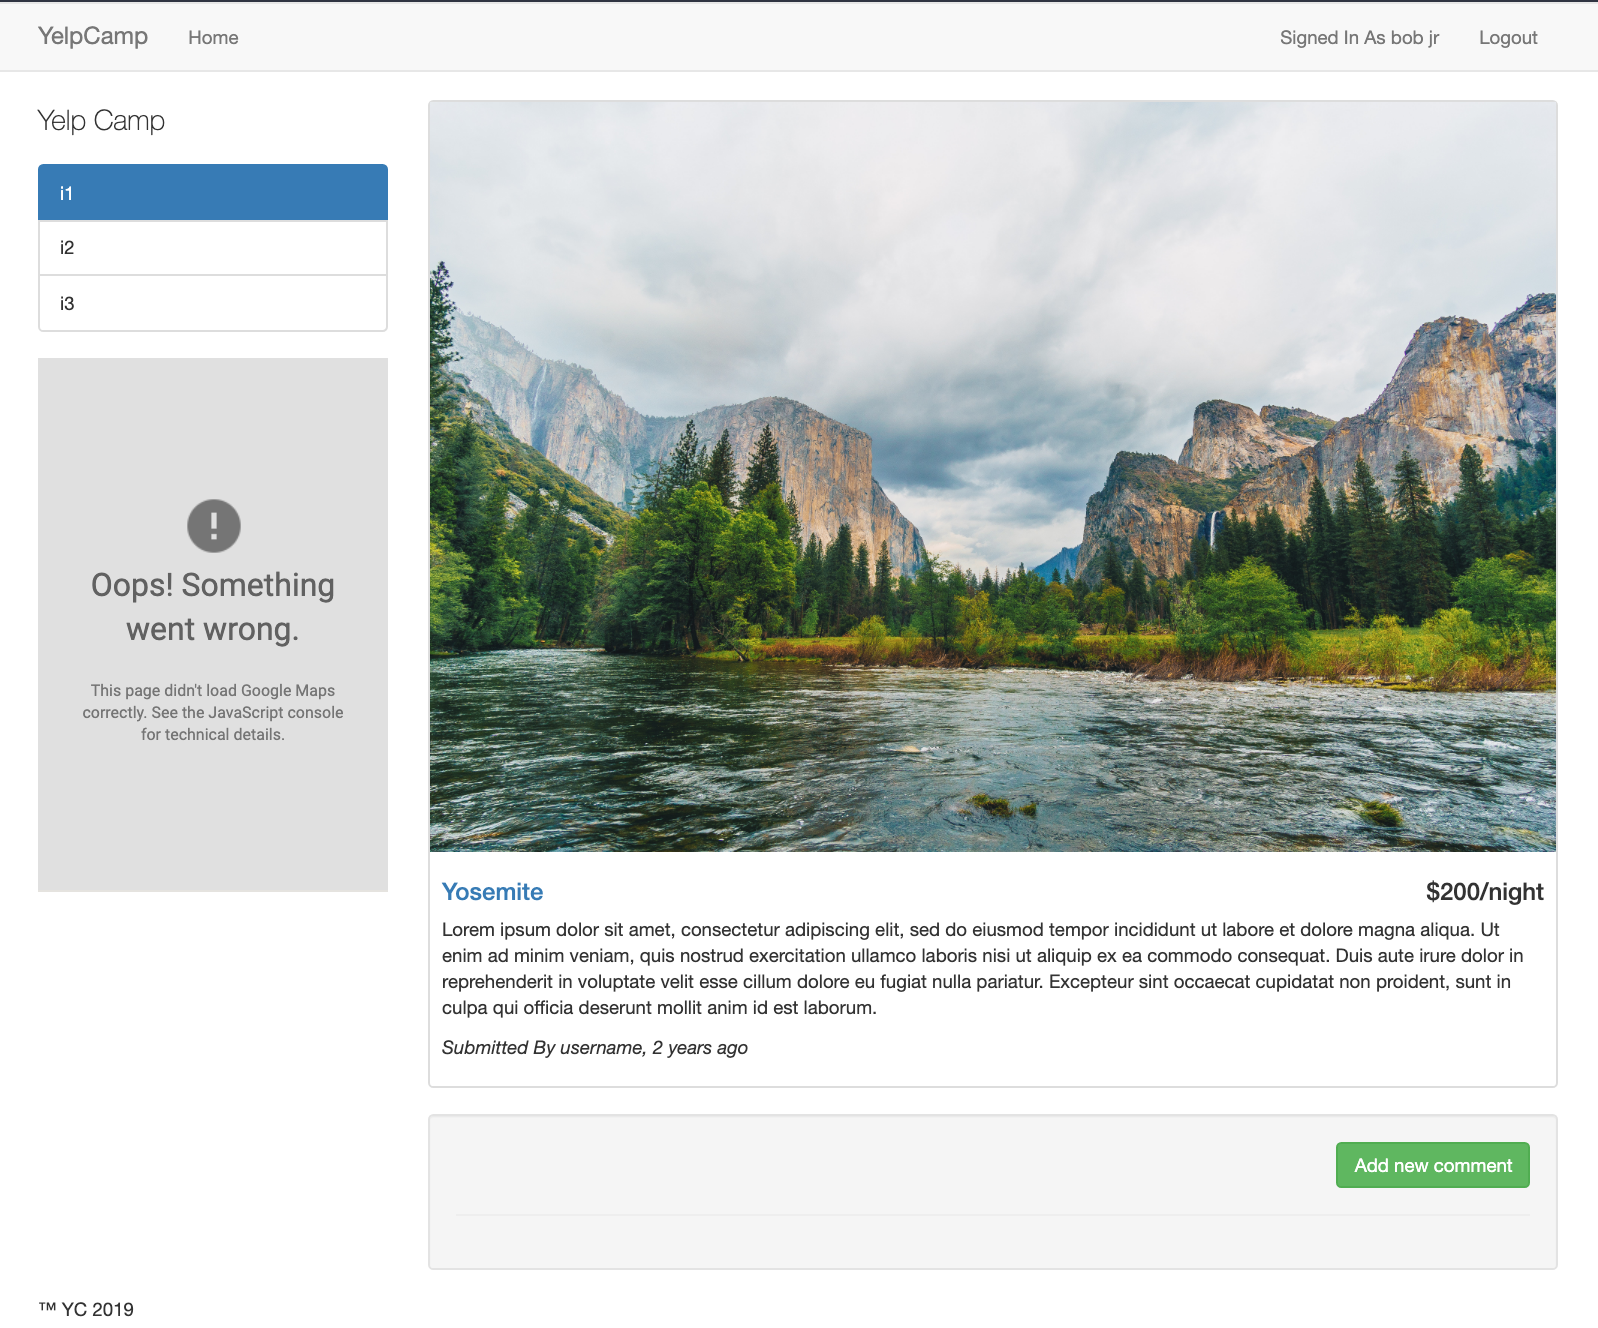 YelpCamp Home Signed In As bob jr Logout
Yelp Camp
i1
i2
i3
!
Oops! Something
went wrong.
This page didn't load Google Maps
correctly. See the JavaScript console
for technical details.
Yosemite $200/night
Lorem ipsum dolor sit amet, consectetur adipiscing elit, sed do eiusmod tempor incididunt ut labore et dolore magna aliqua. Ut
enim ad minim veniam, quis nostrud exercitation ullamco laboris nisi ut aliquip ex ea commodo consequat. Duis aute irure dolor in
reprehenderit in voluptate velit esse cillum dolore eu fugiat nulla pariatur. Excepteur sint occaecat cupidatat non proident, sunt in
culpa qui officia deserunt mollit anim id est laborum.
Submitted By username, 2 years ago
Add new comment
™ YC 2019